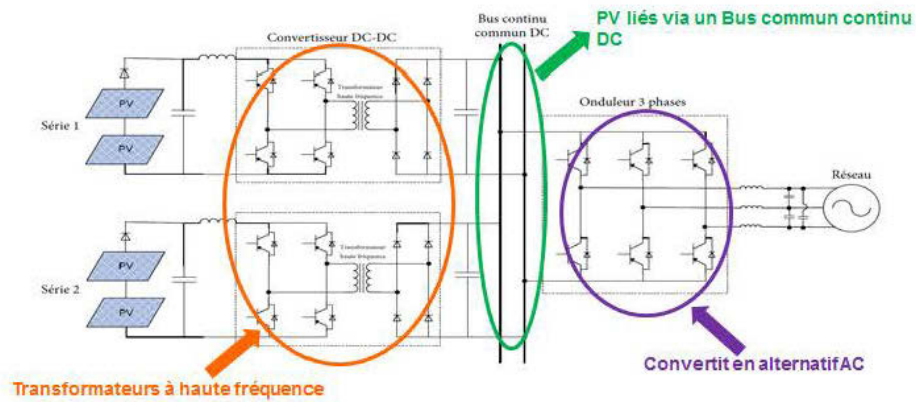 Bus continu
commun DC
PV liés via un Bus commun continu
DC
Convertisseur DC-DC
Onduleur 3 phases
Transformateur
haute fréquence
PV
PV
Série 1
Réseau
Transformateur
haute fréquence
PV
PV
Série 2
Convertit en alternatif AC
Transformateurs à haute fréquence